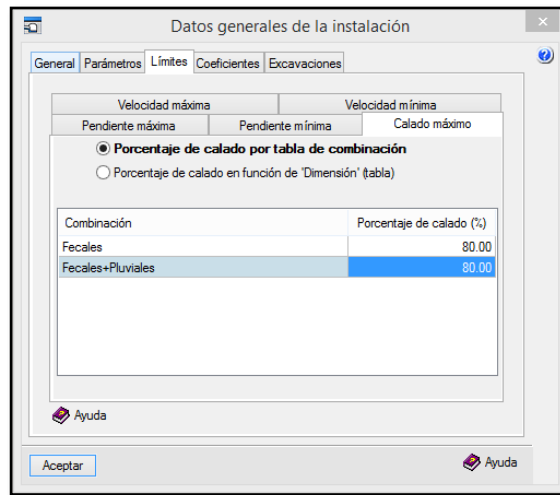 Datos generales de la instalación
General Parámetros Límites Coeficientes Excavaciones
Velocidad máxima Velocidad mínima
Pendiente máxima Pendiente mínima Calado máximo
Porcentaje de calado por tabla de combinación
Porcentaje de calado en función de 'Dimensión' (tabla)
Combinación Porcentaje de calado (%)
Fecales 80.00
Fecales+Pluviales 80.00
Ayuda
Aceptar Ayuda